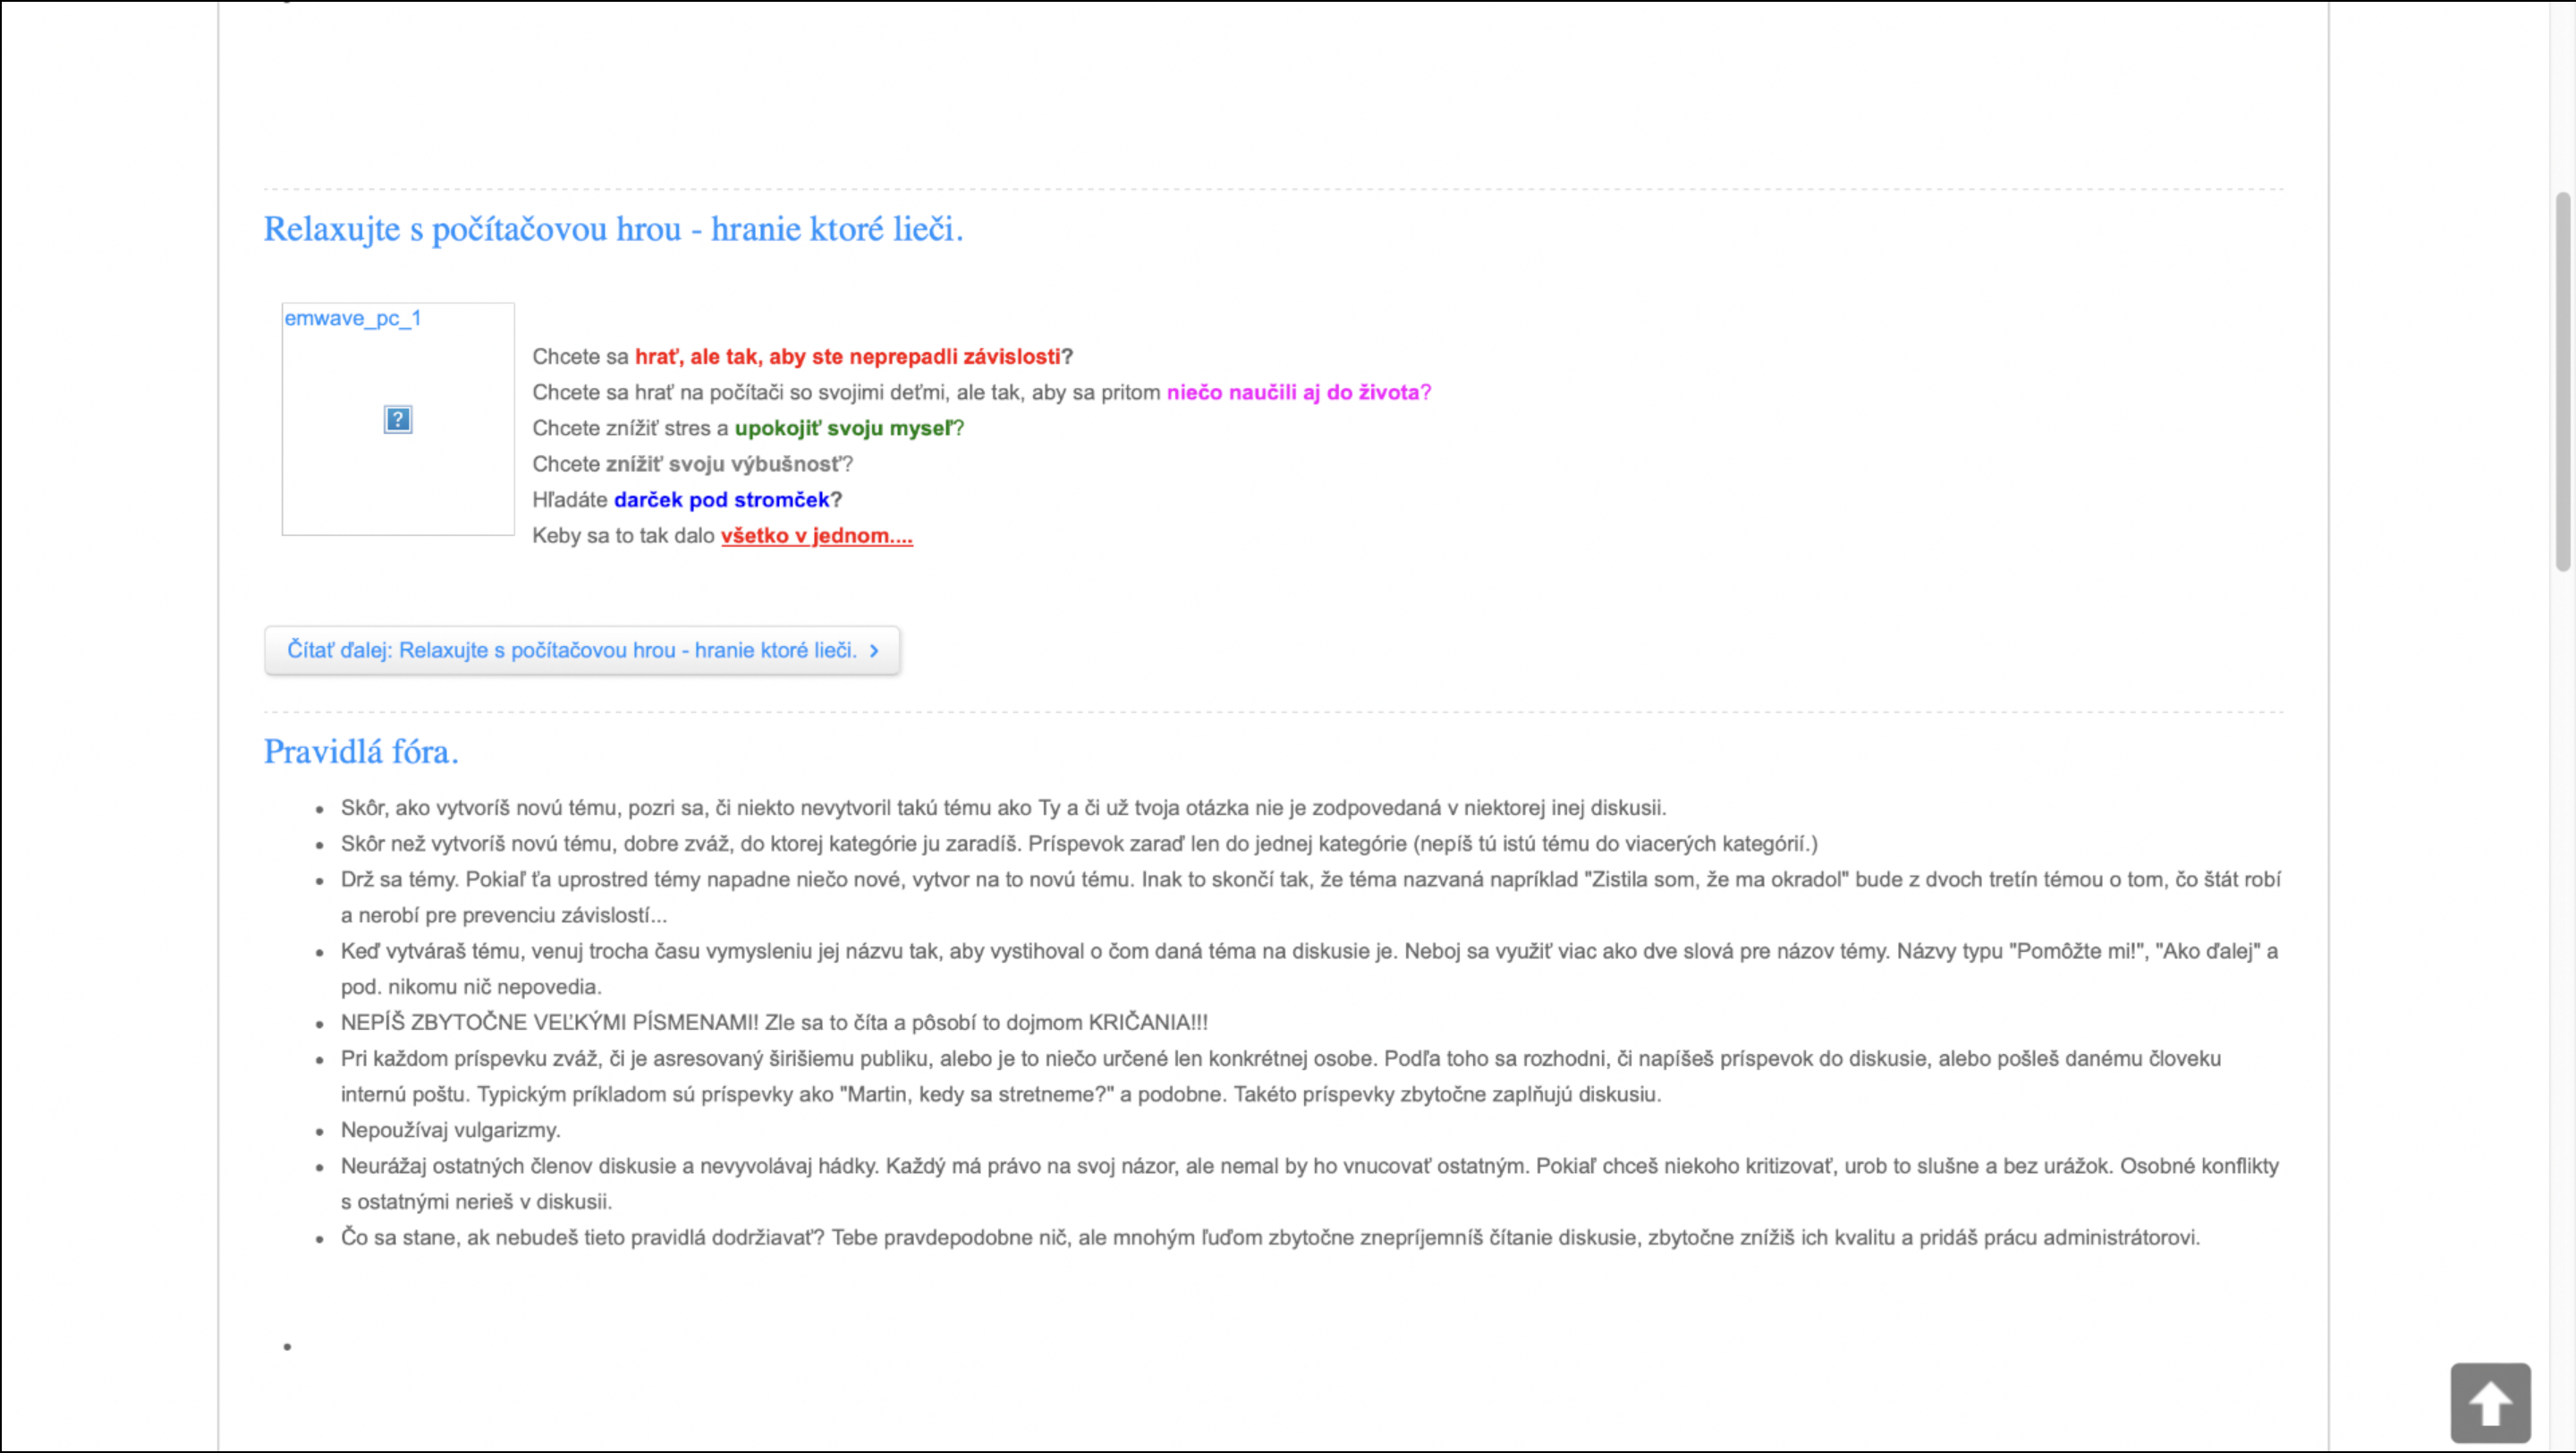 Relaxujte s počítačovou hrou - hranie ktoré lieči.
emwave_pc_1
Chcete sa hrať, ale tak, aby ste neprepadli závislosti?
Chcete sa hrať na počítači so svojimi deťmi, ale tak, aby sa pritom niečo naučili aj do života?
Chcete znížiť stres a upokojiť svoju myseľ?
Chcete znížiť svoju výbušnosť?
Hľadáte darček pod stromček?
Keby sa to tak dalo všetko v jednom....
Čítať ďalej: Relaxujte s počítačovou hrou - hranie ktoré lieči.
Pravidlá fóra.
Skôr, ako vytvoríš novú tému, pozri sa, či niekto nevytvoril takú tému ako Ty a či už tvoja otázka nie je zodpovedaná v niektorej inej diskusii.
Skôr než vytvoríš novú tému, dobre zváž, do ktorej kategórie ju zaradíš. Príspevok zaraď len do jednej kategórie (nepíš tú istú tému do viacerých kategórií.)
Drž sa témy. Pokiaľ ťa uprostred témy napadne niečo nové, vytvor na to novú tému. Inak to skončí tak, že téma nazvaná napríklad "Zistila som, že ma okradol" bude z dvoch tretín témou o tom, čo štát robí
a nerobí pre prevenciu závislostí...
Keď vytváraš tému, venuj trocha času vymysleniu jej názvu tak, aby vystihoval o čom daná téma na diskusie je. Neboj sa využiť viac ako dve slová pre názov témy. Názvy typu "Pomôžte mi!", "Ako ďalej" a
pod. nikomu nič nepovedia.
NEPÍŠ ZBYTOČNE VEĽKÝMI PÍSMENAMI! Zle sa to číta a pôsobí to dojmom KRIČANIA!!!
Pri každom príspevku zváž, či je asresovaný širišiemu publiku, alebo je to niečo určené len konkrétnej osobe. Podľa toho sa rozhodni, či napíšeš príspevok do diskusie, alebo pošleš danému človeku
internú poštu. Typickým príkladom sú príspevky ako "Martin, kedy sa stretneme?" a podobne. Takéto príspevky zbytočne zaplňujú diskusiu.
Nepoužívaj vulgarizmy.
Neurážaj ostatných členov diskusie a nevyvolávaj hádky. Každý má právo na svoj názor, ale nemal by ho vnucovať ostatným. Pokiaľ chceš niekoho kritizovať, urob to slušne a bez urážok. Osobné konflikty
s ostatnými nerieš v diskusii.
Čo sa stane, ak nebudeš tieto pravidlá dodržiavať? Tebe pravdepodobne nič, ale mnohým ľuďom zbytočne znepríjemníš čítanie diskusie, zbytočne znížiš ich kvalitu a pridáš prácu administrátorovi.